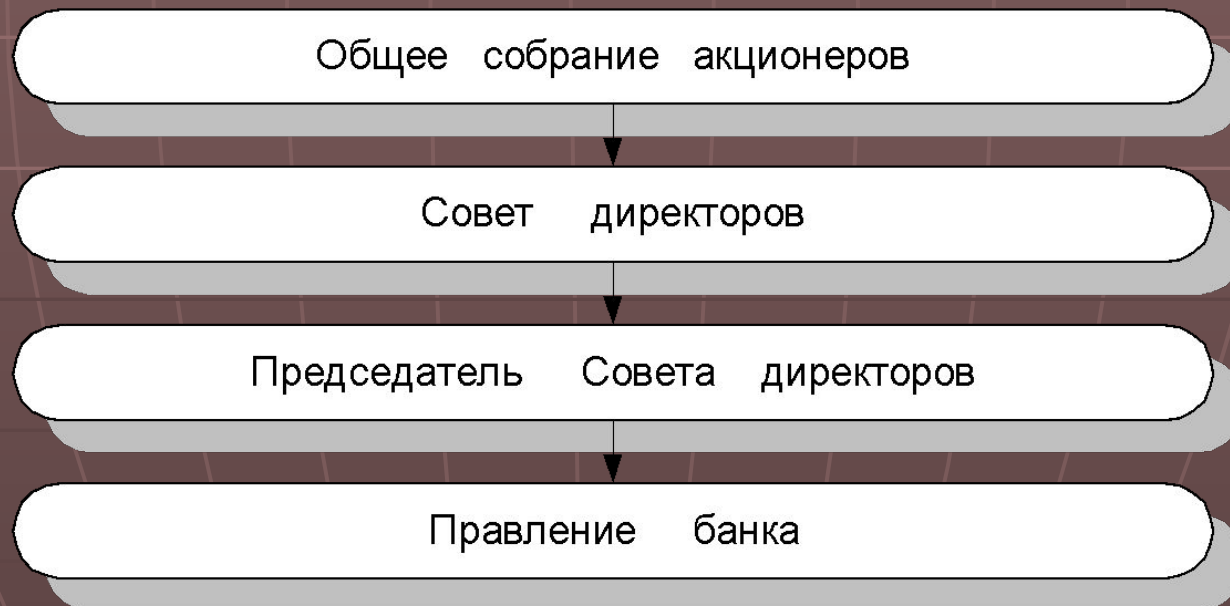 Общее собрание акционеров
Совет директоров
Председатель Совета директоров
Правление банка